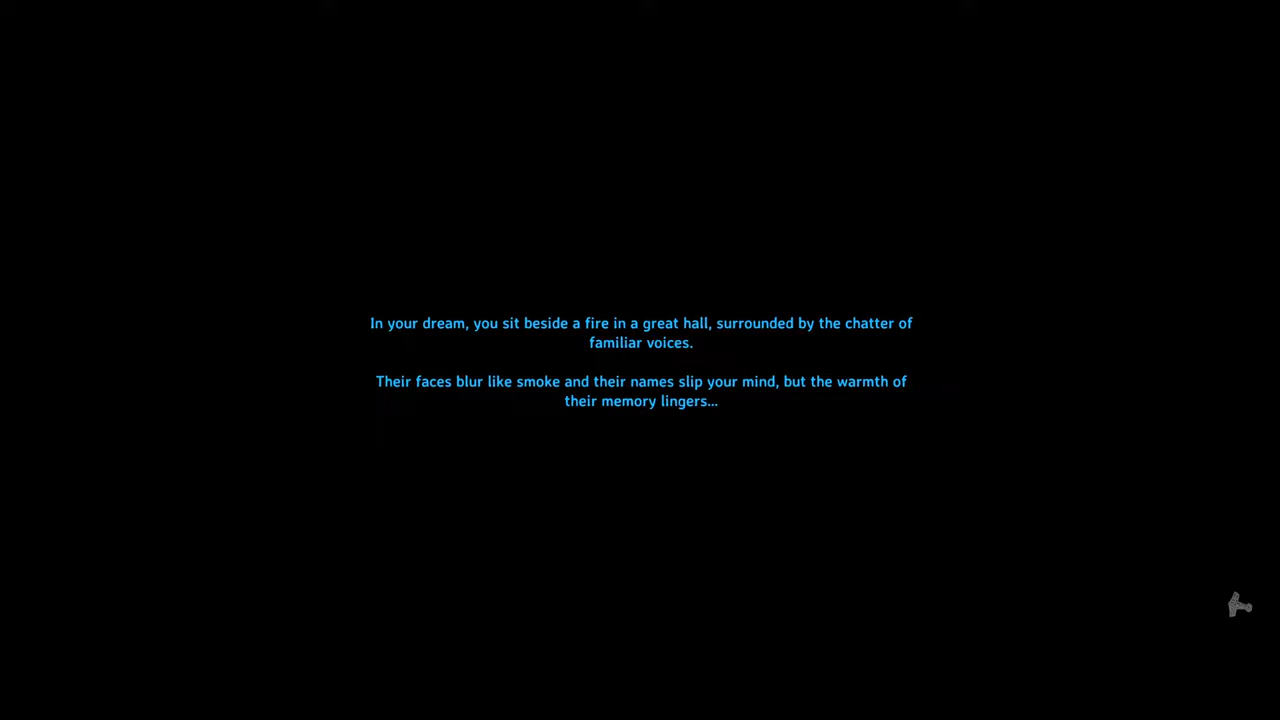 In your dream, you sit beside a fire in a great hall, surrounded by the chatter of
familiar voices.
Their faces blur like smoke and their names slip your mind, but the warmth of
their memory lingers...